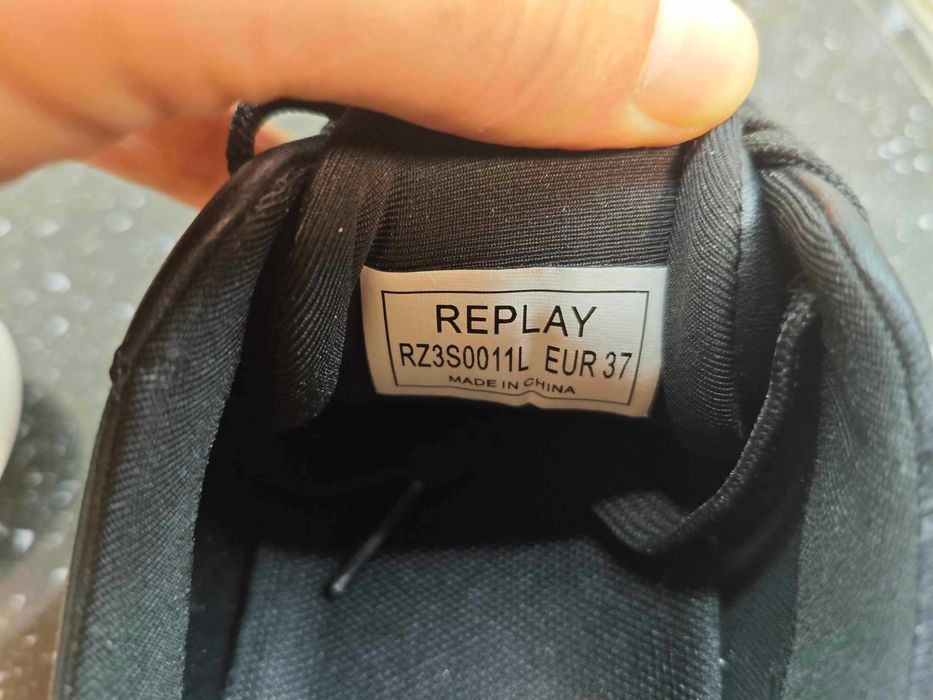 REPLAY
RZ3S0011L EUR 37
MADE IN CHINA